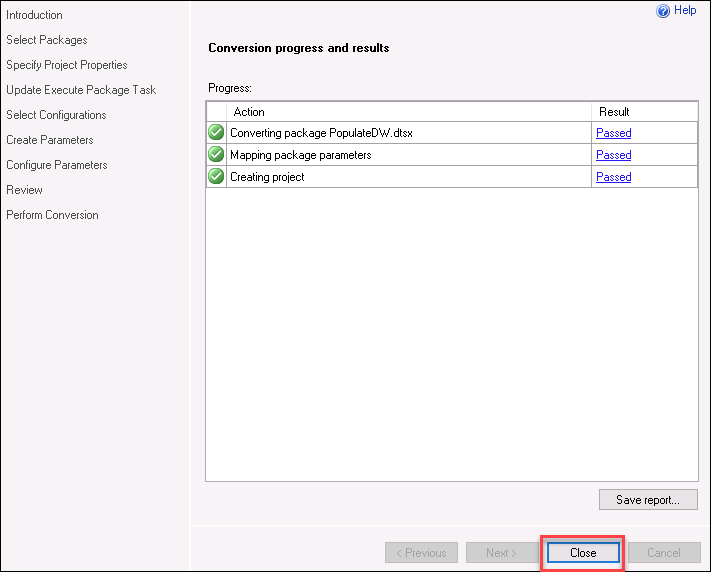 Introduction
Select Packages
Specify Project Properties
Update Execute Package Task
Select Configurations
Create Parameters
Configure Parameters
Review
Perform Conversion
Help
Conversion progress and results
Progress:
Action Result
Converting package PopulateDW.dtsx Passed
Mapping package parameters Passed
Creating project Passed
Save report...
< Previous Next > Close Cancel